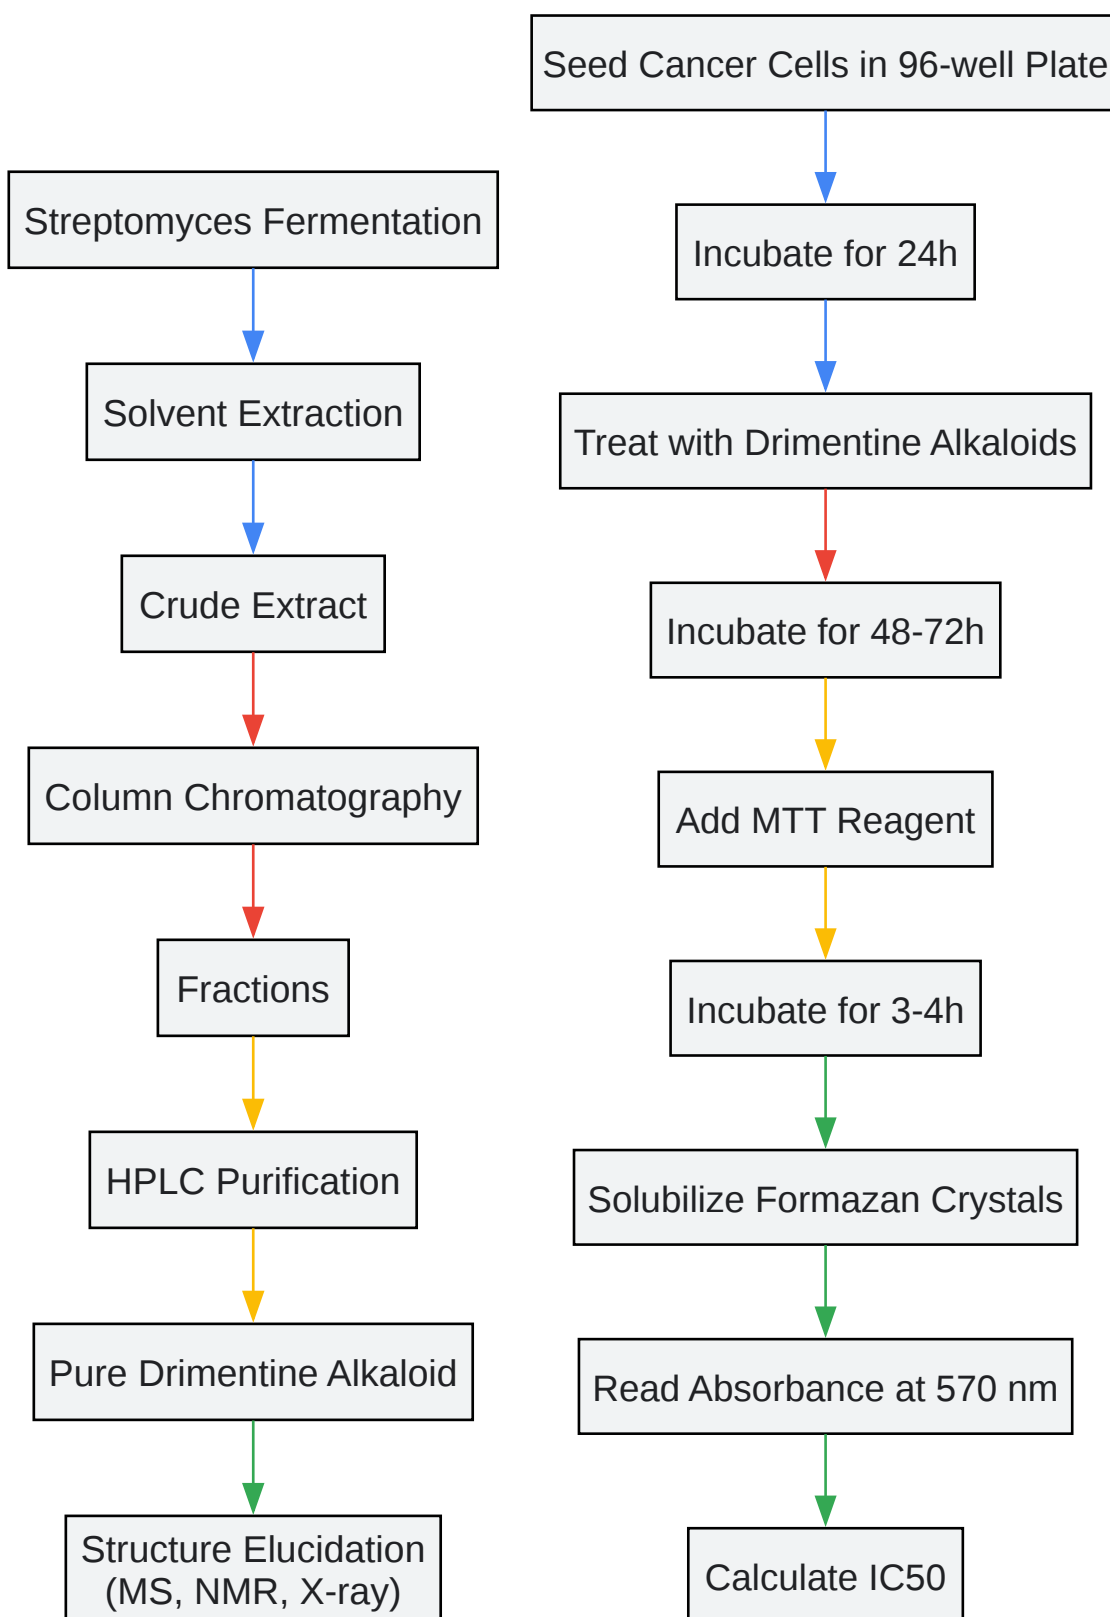 Streptomyces Fermentation
Solvent Extraction
Crude Extract
Column Chromatography
Fractions
HPLC Purification
Pure Drimentine Alkaloid
Structure Elucidation
(MS, NMR, X-ray)
Seed Cancer Cells in 96-well Plate
Incubate for 24h
Treat with Drimentine Alkaloids
Incubate for 48-72h
Add MTT Reagent
Incubate for 3-4h
Solubilize Formazan Crystals
Read Absorbance at 570 nm
Calculate IC50